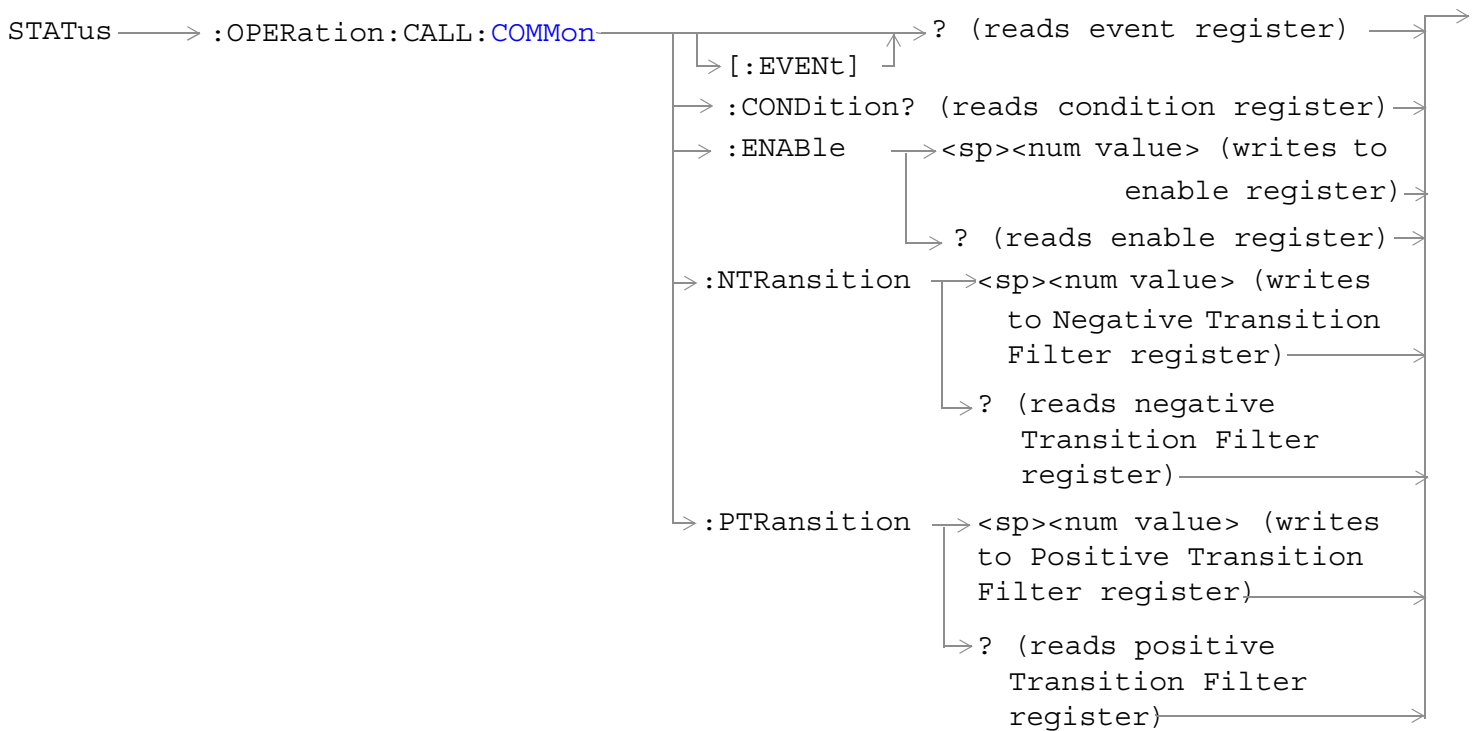 STATus :OPERation:CALL:COMMon ? (reads event register)
[:EVENt]
:CONDition? (reads condition register)
:ENABle <sp><num value> (writes to
enable register)
? (reads enable register)
:NTRansition <sp><num value> (writes
to Negative Transition
Filter register)
? (reads negative
Transition Filter
register)
:PTRansition <sp><num value> (writes
to Positive Transition
Filter register)
? (reads positive
Transition Filter
register)